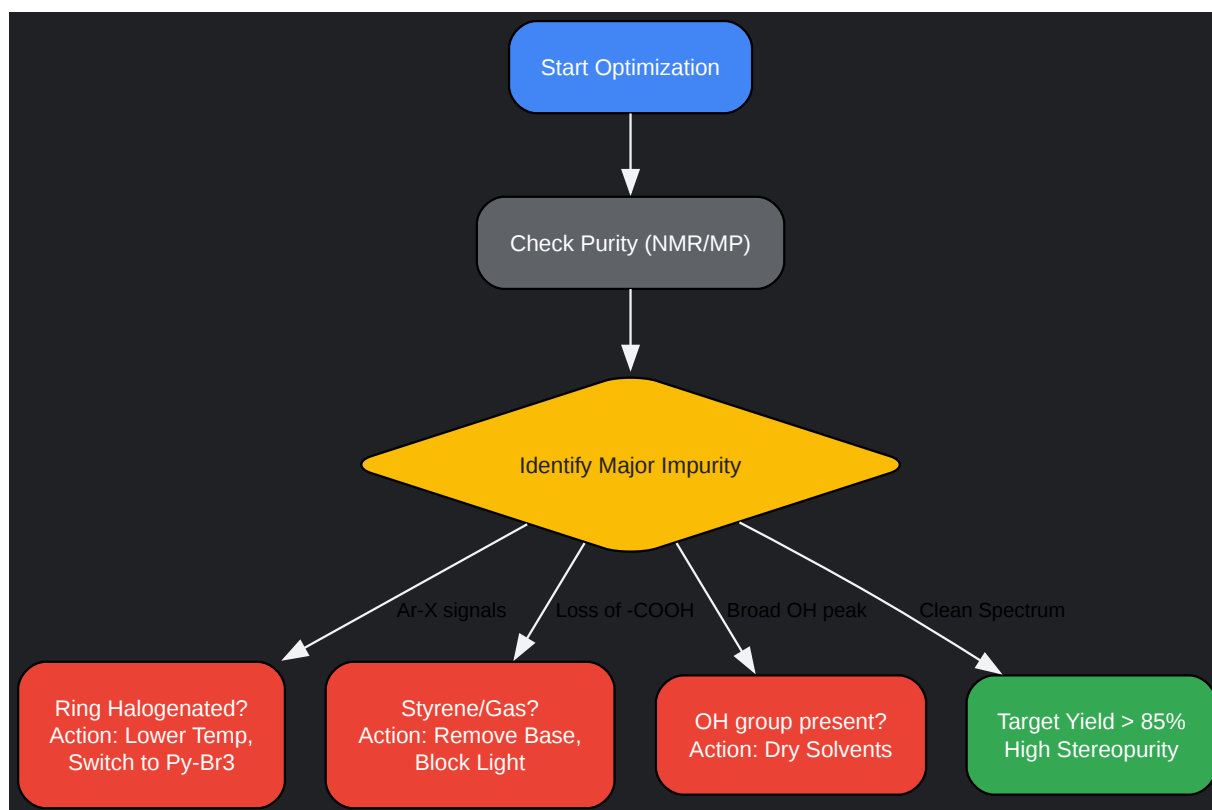 Start Optimization
Check Purity (NMR/MP)
Identify Major Impurity
Ar-X signals
Loss of -COOH
Broad OH peak
Clean Spectrum
Ring Halogenated?
Action: Lower Temp,
Switch to Py-Br3
Styrene/Gas?
Action: Remove Base,
Block Light
OH group present?
Action: Dry Solvents
Target Yield > 85%
High Stereopurity